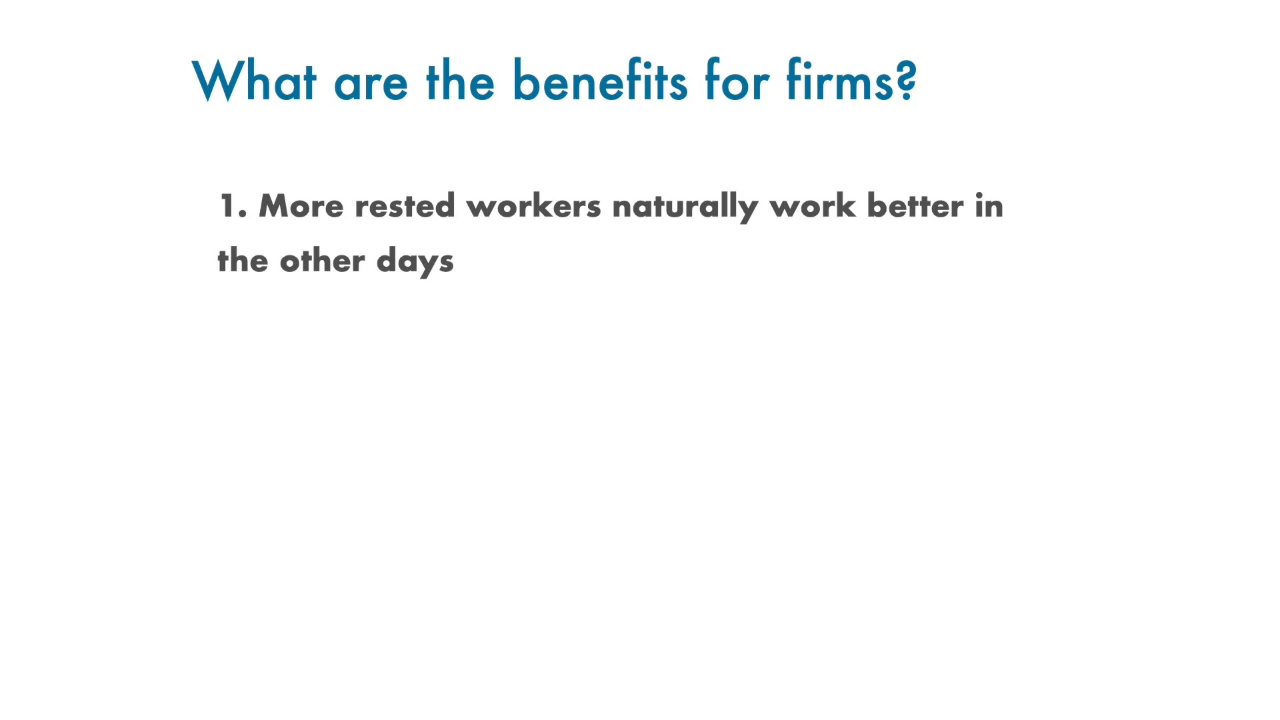 What are the benefits for firms?
1. More rested workers naturally work better in
the other days